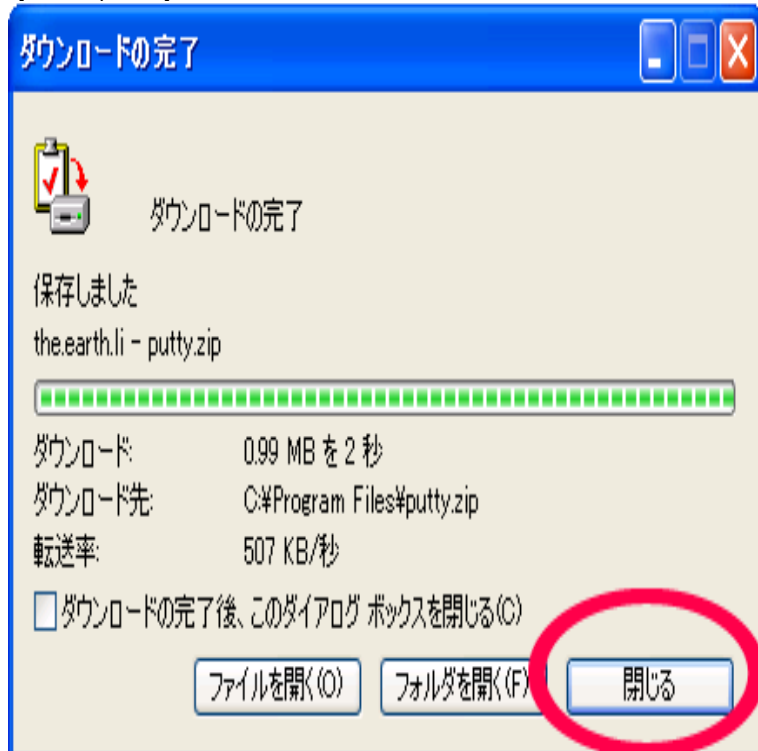 ダウンロードの完了
ダウンロードの完了
保存しました
the.earth.li - putty.zip
ダウンロード: 0.99 MB を 2 秒
ダウンロード先: C:¥Program Files¥putty.zip
転送率: 507 KB/秒
ダウンロードの完了後、このダイアログ ボックスを閉じる(C)
ファイルを開く(O) フォルダを開く(F) 閉じる